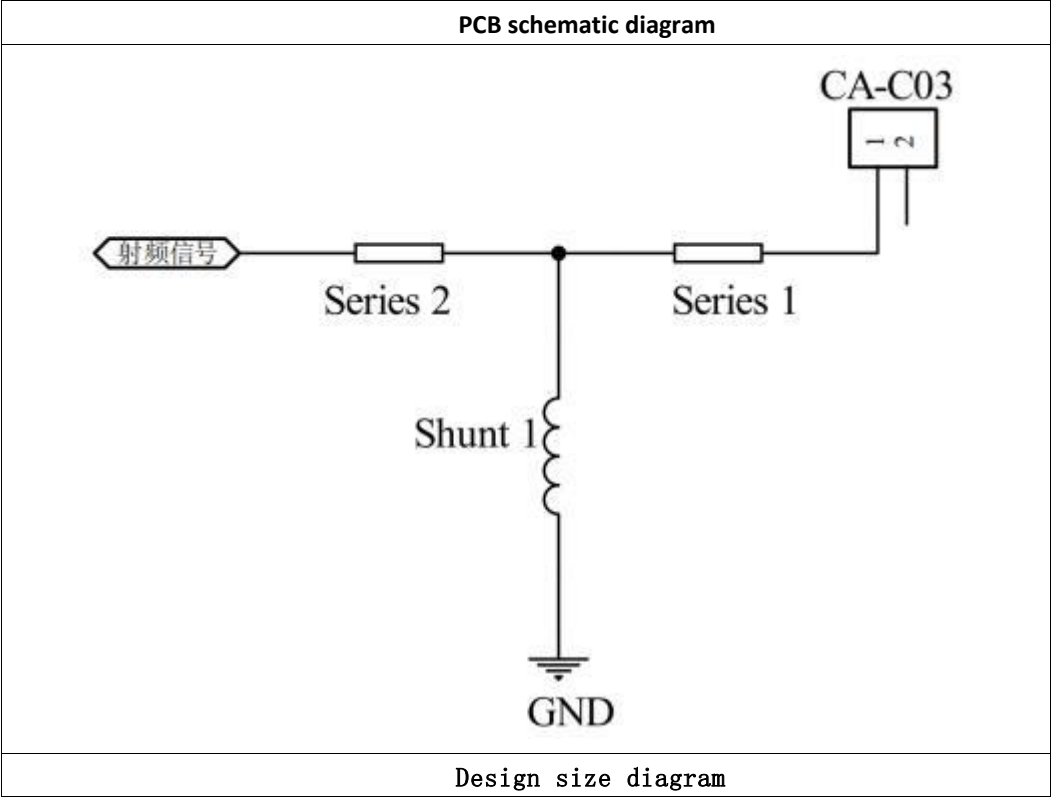 PCB schematic diagram
CA-C03
1
2
射频信号
Series 2
Series 1
Shunt 1
GND
Design size diagram